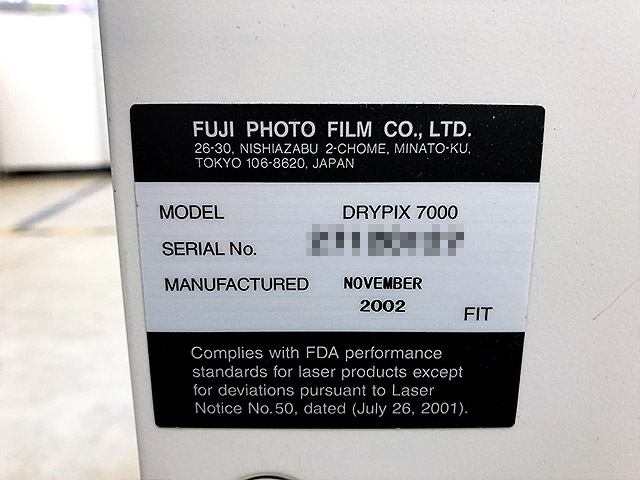 FUJI PHOTO FILM CO., LTD.
26-30, NISHIAZABU 2-CHOME, MINATO-KU,
TOKYO 106-8620, JAPAN
MODEL DRYPIX 7000
SERIAL No.
MANUFACTURED NOVEMBER
2002
FIT
Complies with FDA performance
standards for laser products except
for deviations pursuant to Laser
Notice No.50, dated (July 26, 2001).